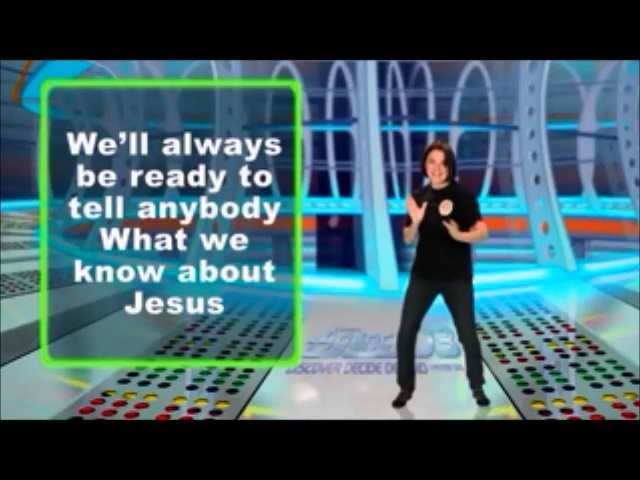 We'll always
be ready to
tell anybody
What we
know about
Jesus
DISCOVER DECIDE DEFEND